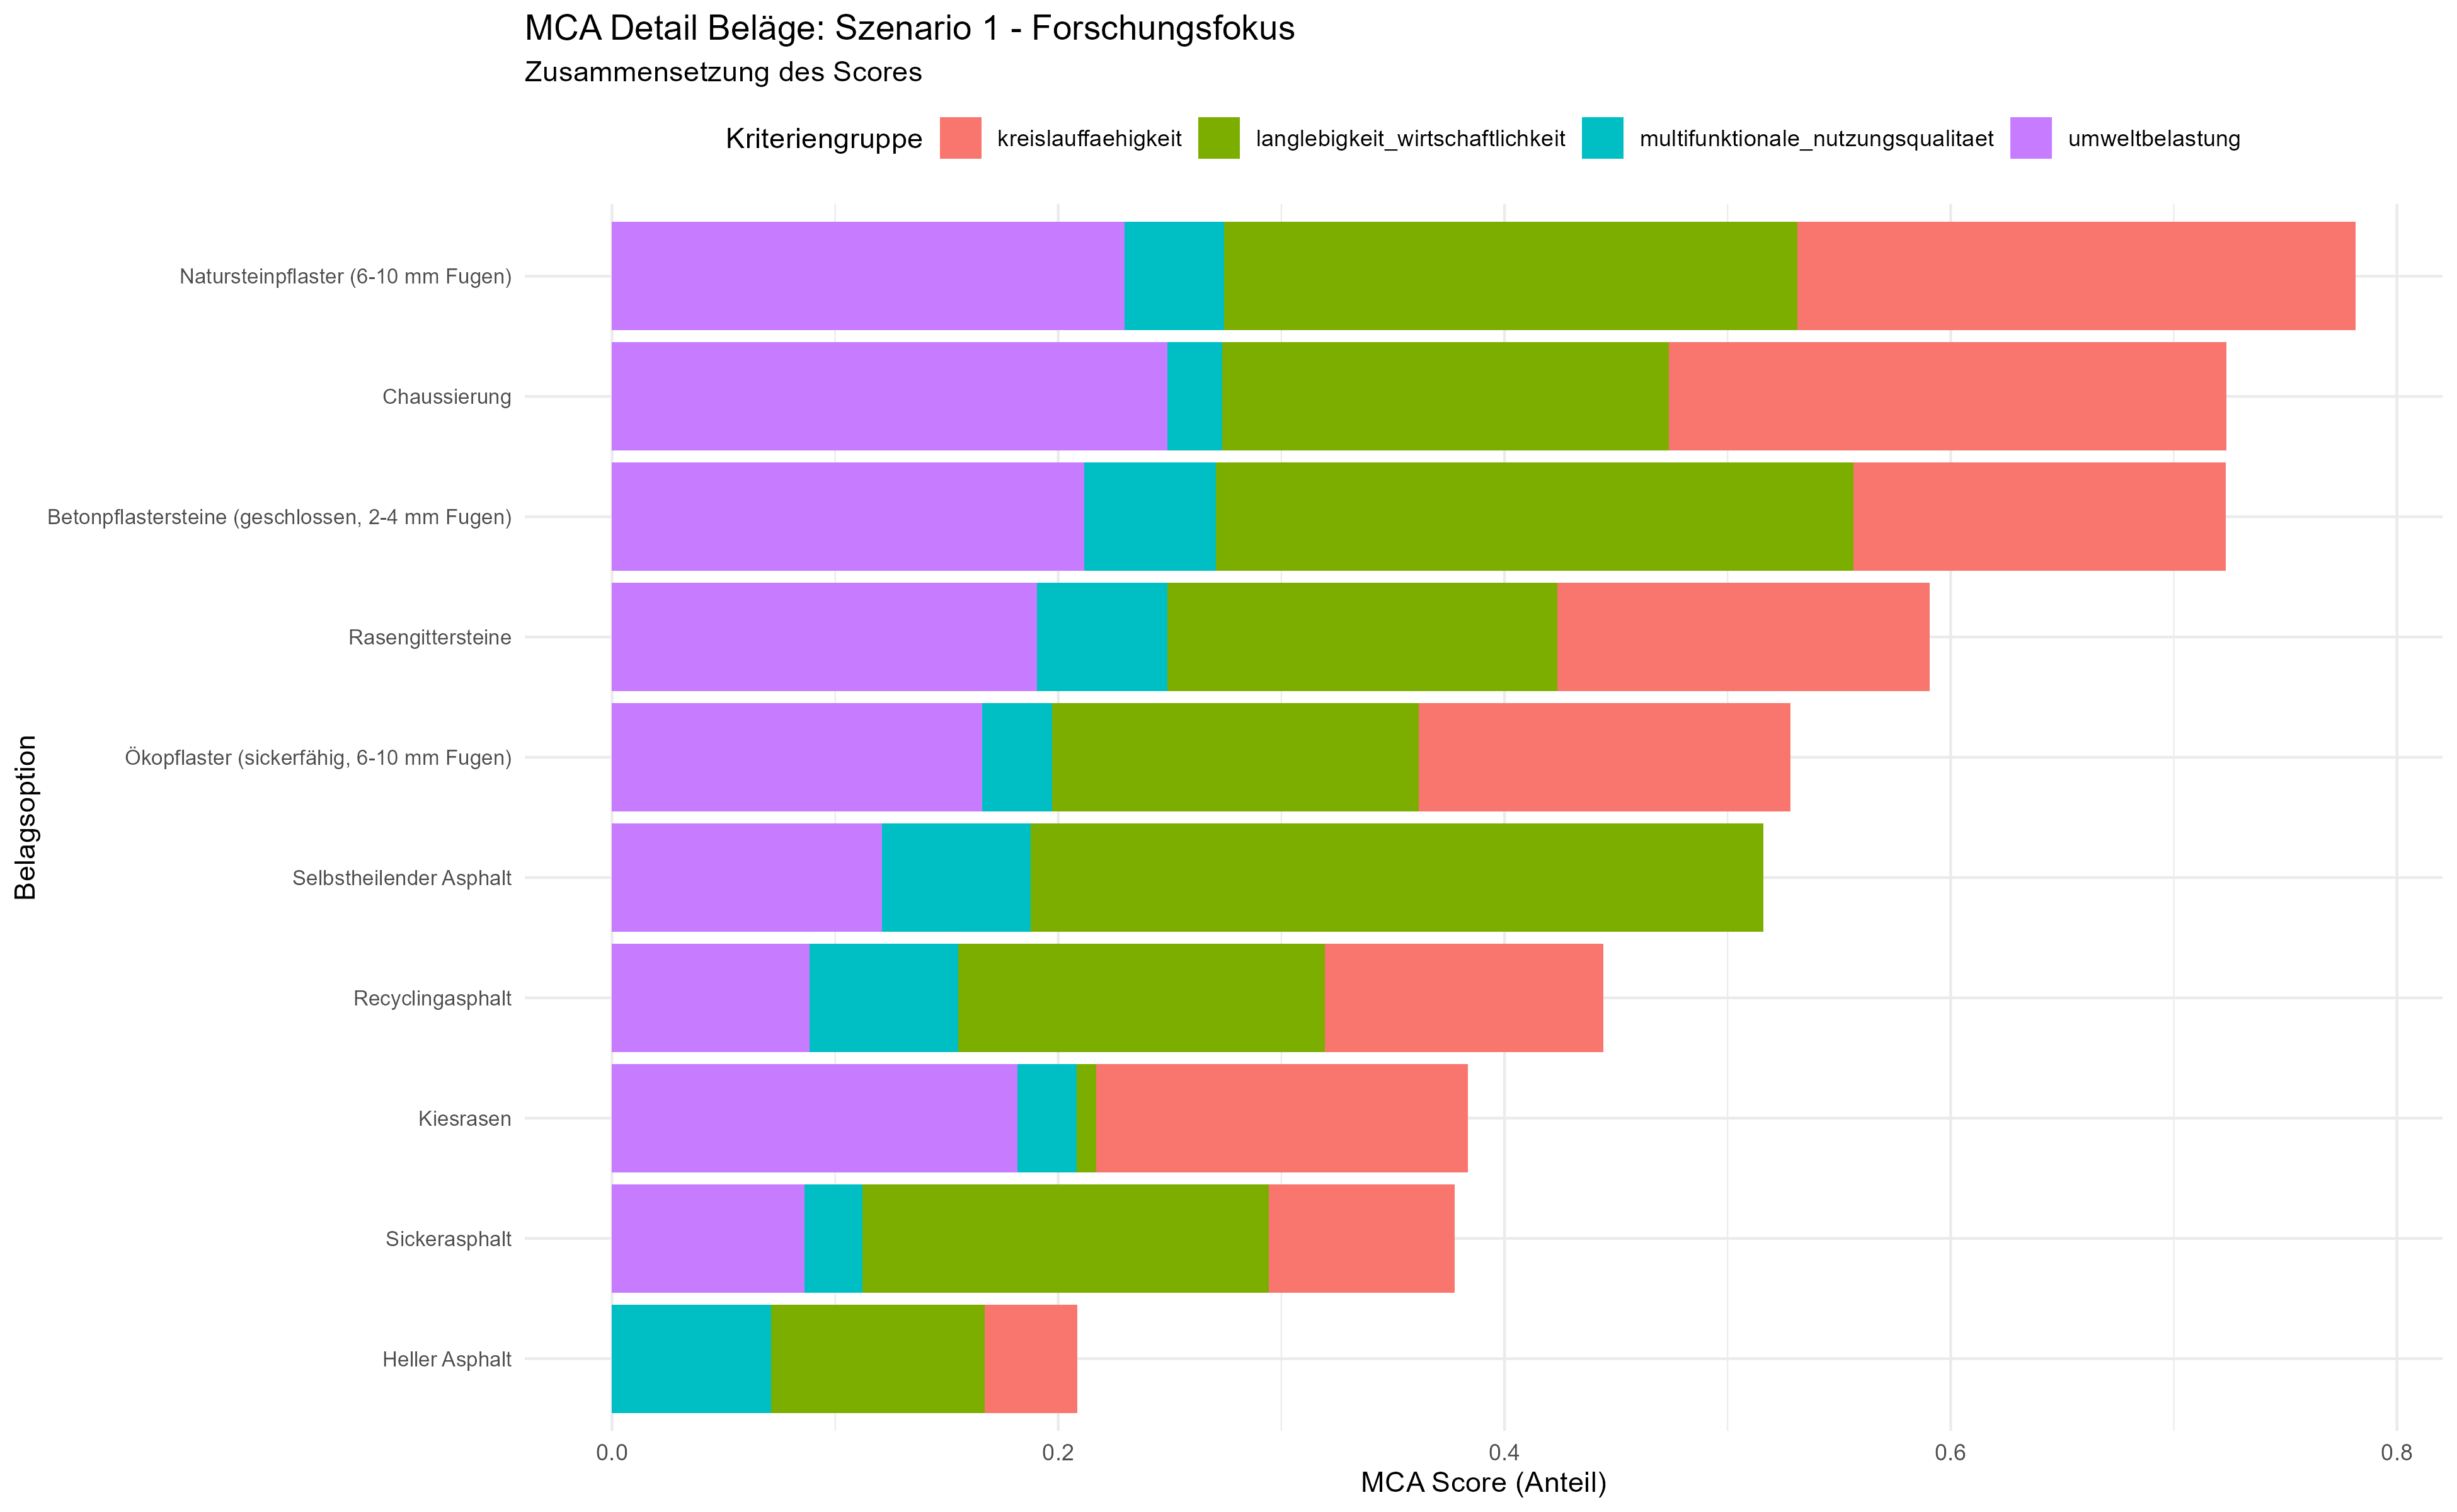 MCA Detail Beläge: Szenario 1 - Forschungsfokus
Zusammensetzung des Scores
Kriteriengruppe kreislauffaehigkeit langlebigkeit_wirtschaftlichkeit multifunktionale_nutzungsqualitaet umweltbelastung
Natursteinpflaster (6-10 mm Fugen)
Chaussierung
Betonpflastersteine (geschlossen, 2-4 mm Fugen)
Rasengittersteine
Ökopflaster (sickerfähig, 6-10 mm Fugen)
Selbstheilender Asphalt
Recyclingasphalt
Kiesrasen
Sickerasphalt
Heller Asphalt
Belagsoption
0.0 0.2 0.4 0.6 0.8
MCA Score (Anteil)